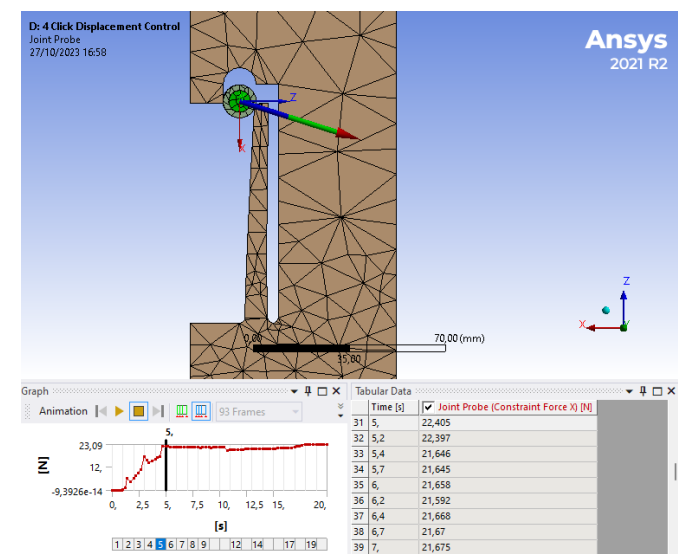 D: 4 Click Displacement Control
Joint Probe
27/10/2023 16:58
Ansys
2021 R2
Z
X
0,00
70,00 (mm)
35,00
Z
X
Y
Graph
Animation
93 Frames
5,
23,09
12,
-9,3926e-14
[N]
0, 2,5 5, 7,5 10, 12,5 15, 20,
[s]
1 2 3 4 5 6 7 8 9 12 14 17 19
Tabular Data
Time [s] Joint Probe (Constraint Force X) [N]
31 5, 22,405
32 5,2 22,397
33 5,4 21,646
34 5,7 21,645
35 6, 21,658
36 6,2 21,592
37 6,4 21,668
38 6,7 21,67
39 7, 21,675